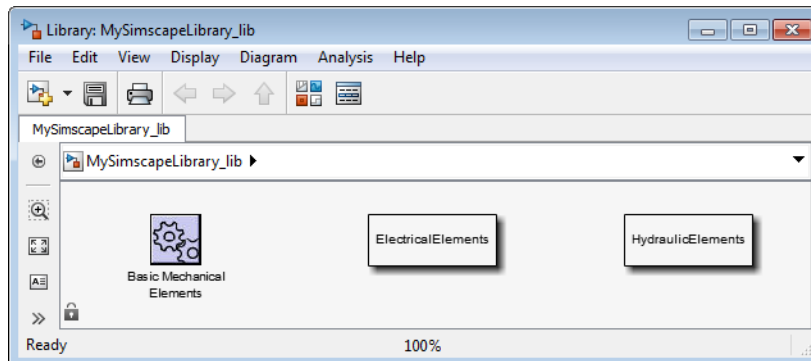 Library: MySimscapeLibrary_lib
File Edit View Display Diagram Analysis Help
MySimscapeLibrary_lib
MySimscapeLibrary_lib
ElectricalElements
HydraulicElements
Basic Mechanical
Elements
Ready 100%